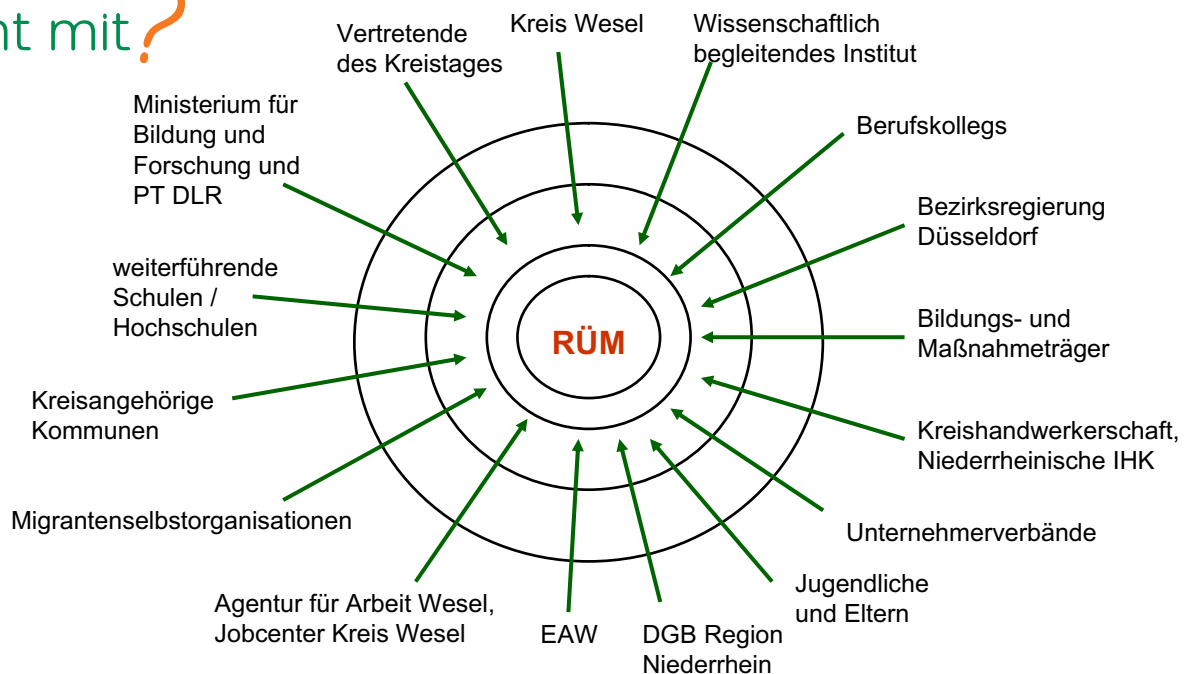 mit
Vertretende
des Kreistages
Kreis Wesel
Wissenschaftlich
begleitendes Institut
Ministerium für
Bildung und
Forschung und
PT DLR
Berufskollegs
Bezirksregierung
Düsseldorf
weiterführende
Schulen /
Hochschulen
RÜM
Bildungs- und
Maßnahmeträger
Kreisangehörige
Kommunen
Kreishandwerkerschaft,
Niederrheinische IHK
Migrantenselbstorganisationen
Unternehmerverbände
Agentur für Arbeit Wesel,
Jobcenter Kreis Wesel
EAW
DGB Region
Niederrhein
Jugendliche
und Eltern